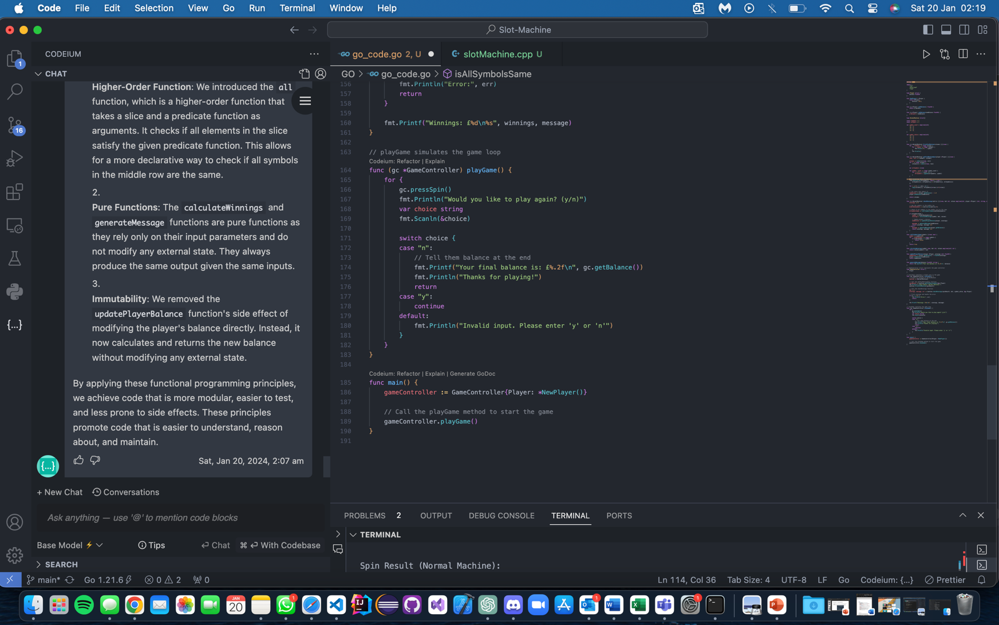 Code File Edit Selection View Go Run Terminal Window Help Sat 20 Jan 02:19
Slot-Machine
CODEIUM
CHAT
Higher-Order Function: We introduced the all
function, which is a higher-order function that
takes a slice and a predicate function as
arguments. It checks if all elements in the slice
satisfy the given predicate function. This allows
for a more declarative way to check if all symbols
in the middle row are the same.
2.
Pure Functions: The calculateWinnings and
generateMessage functions are pure functions as
they rely only on their input parameters and do
not modify any external state. They always
produce the same output given the same inputs.
3.
Immutability: We removed the
updatePlayerBalance function's side effect of
modifying the player's balance directly. Instead, it
now calculates and returns the new balance
without modifying any external state.
By applying these functional programming principles,
we achieve code that is more modular, easier to test,
and less prone to side effects. These principles
promote code that is easier to understand, reason
about, and maintain.
{...} Sat, Jan 20, 2024, 2:07 am
+ New Chat Conversations
Ask anything — use '@' to mention code blocks
Base Model Tips Chat ⌘ With Codebase
SEARCH
1
16
{...}
go_code.go 2, U slotMachine.cpp U
GO > go_code.go > isAllSymbolsSame
156 fmt.Println("Error:", err)
157 return
158 }
159
160 fmt.Printf("Winnings: £%d\n%s", winnings, message)
161 }
162
163 // playGame simulates the game loop
Codeium: Refactor | Explain
164 func (gc *GameController) playGame() {
165 for {
166 gc.pressSpin()
167 fmt.Println("Would you like to play again? (y/n)")
168 var choice string
169 fmt.Scanln(&choice)
170
171 switch choice {
172 case "n":
173 // Tell them balance at the end
174 fmt.Printf("Your final balance is: £%.2f\n", gc.getBalance())
175 fmt.Println("Thanks for playing!")
176 return
177 case "y":
178 continue
179 default:
180 fmt.Println("Invalid input. Please enter 'y' or 'n'")
181 }
182 }
183 }
184
Codeium: Refactor | Explain | Generate GoDoc
185 func main() {
186 gameController := GameController{Player: *NewPlayer()}
187
188 // Call the playGame method to start the game
189 gameController.playGame()
190 }
191
PROBLEMS 2 OUTPUT DEBUG CONSOLE TERMINAL PORTS
TERMINAL
Spin Result (Normal Machine):
main* Go 1.21.6 0 2 0 Ln 114, Col 36 Tab Size: 4 UTF-8 LF Go Codeium: {...} Prettier
JAN
20
1
IJ
1
1